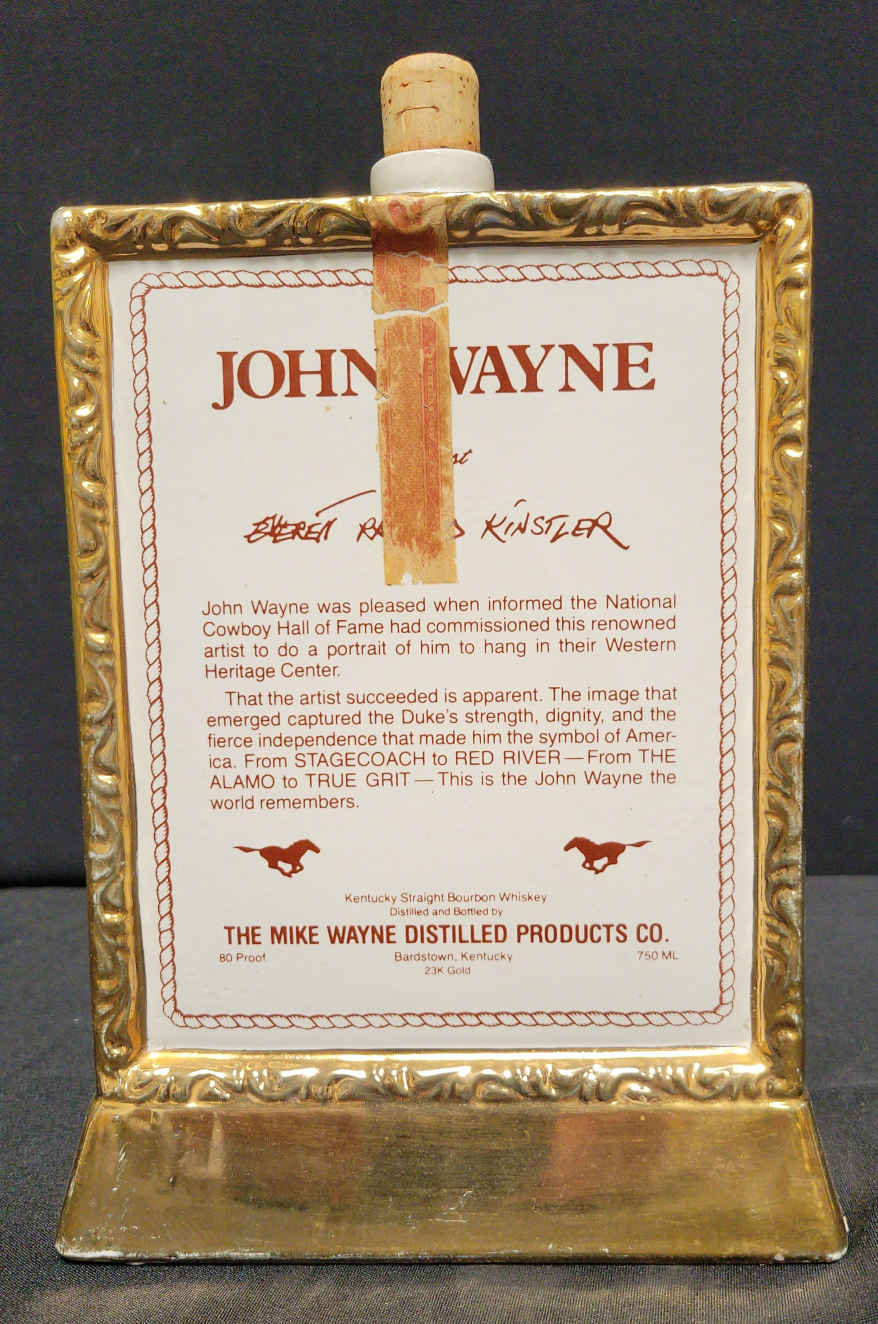 JOHN WAYNE
EVERETT KINSTLER
John Wayne was pleased when informed the National
Cowboy Hall of Fame had commissioned this renowned
artist to do a portrait of him to hang in their Western
Heritage Center.
That the artist succeeded is apparent. The image that
emerged captured the Duke's strength, dignity, and the
fierce independence that made him the symbol of Amer-
ica. From STAGECOACH to RED RIVER — From THE
ALAMO to TRUE GRIT — This is the John Wayne the
world remembers.
Kentucky Straight Bourbon Whiskey
Distilled and Bottled by
THE MIKE WAYNE DISTILLED PRODUCTS CO.
80 Proof Bardstown, Kentucky 750 ML
23K Gold